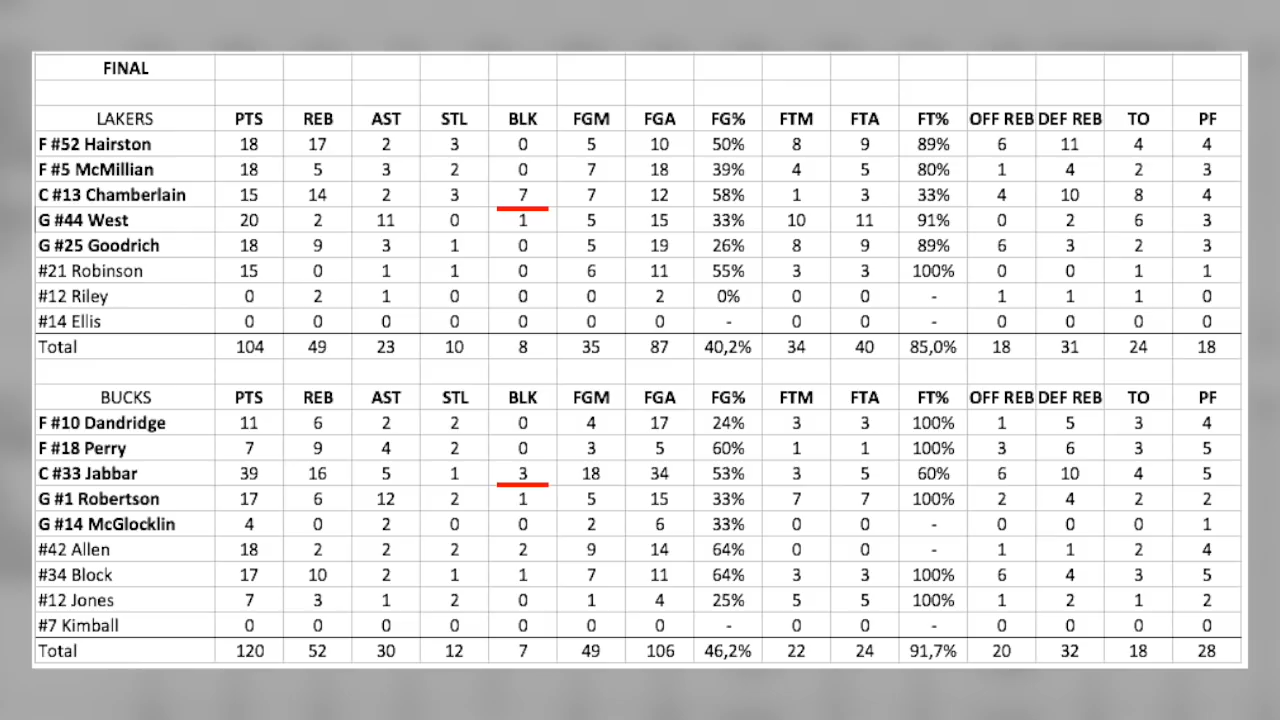 FINAL
LAKERS PTS REB AST STL BLK FGM FGA FG% FTM FTA FT% OFF REB DEF REB TO PF
F #52 Hairston 18 17 2 3 0 5 10 50% 8 9 89% 6 11 4 4
F #5 McMillian 18 5 3 2 0 7 18 39% 4 5 80% 1 4 2 3
C #13 Chamberlain 15 14 2 3 7 7 12 58% 1 3 33% 4 10 8 4
G #44 West 20 2 11 0 1 5 15 33% 10 11 91% 0 2 6 3
G #25 Goodrich 18 9 3 1 0 5 19 26% 8 9 89% 6 3 2 3
#21 Robinson 15 0 1 1 0 6 11 55% 3 3 100% 0 0 1 1
#12 Riley 0 2 1 0 0 0 2 0% 0 0 - 1 1 1 0
#14 Ellis 0 0 0 0 0 0 0 - 0 0 - 0 0 0 0
Total 104 49 23 10 8 35 87 40,2% 34 40 85,0% 18 31 24 18
BUCKS PTS REB AST STL BLK FGM FGA FG% FTM FTA FT% OFF REB DEF REB TO PF
F #10 Dandridge 11 6 2 2 0 4 17 24% 3 3 100% 1 5 3 4
F #18 Perry 7 9 4 2 0 3 5 60% 1 1 100% 3 6 3 5
C #33 Jabbar 39 16 5 1 3 18 34 53% 3 5 60% 6 10 4 5
G #1 Robertson 17 6 12 2 1 5 15 33% 7 7 100% 2 4 2 2
G #14 McGlocklin 4 0 2 0 0 2 6 33% 0 0 - 0 0 0 1
#42 Allen 18 2 2 2 2 9 14 64% 0 0 - 1 1 2 4
#34 Block 17 10 2 1 1 7 11 64% 3 3 100% 6 4 3 5
#12 Jones 7 3 1 2 0 1 4 25% 5 5 100% 1 2 1 2
#7 Kimball 0 0 0 0 0 0 0 - 0 0 - 0 0 0 0
Total 120 52 30 12 7 49 106 46,2% 22 24 91,7% 20 32 18 28